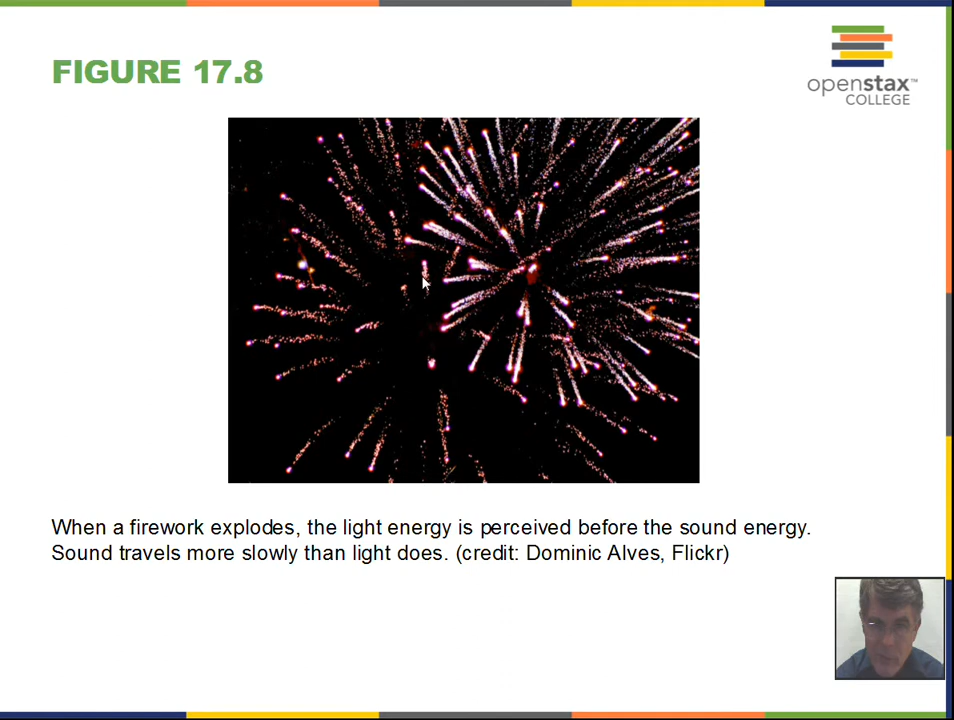 FIGURE 17.8
openstax™
COLLEGE
When a firework explodes, the light energy is perceived before the sound energy.
Sound travels more slowly than light does. (credit: Dominic Alves, Flickr)